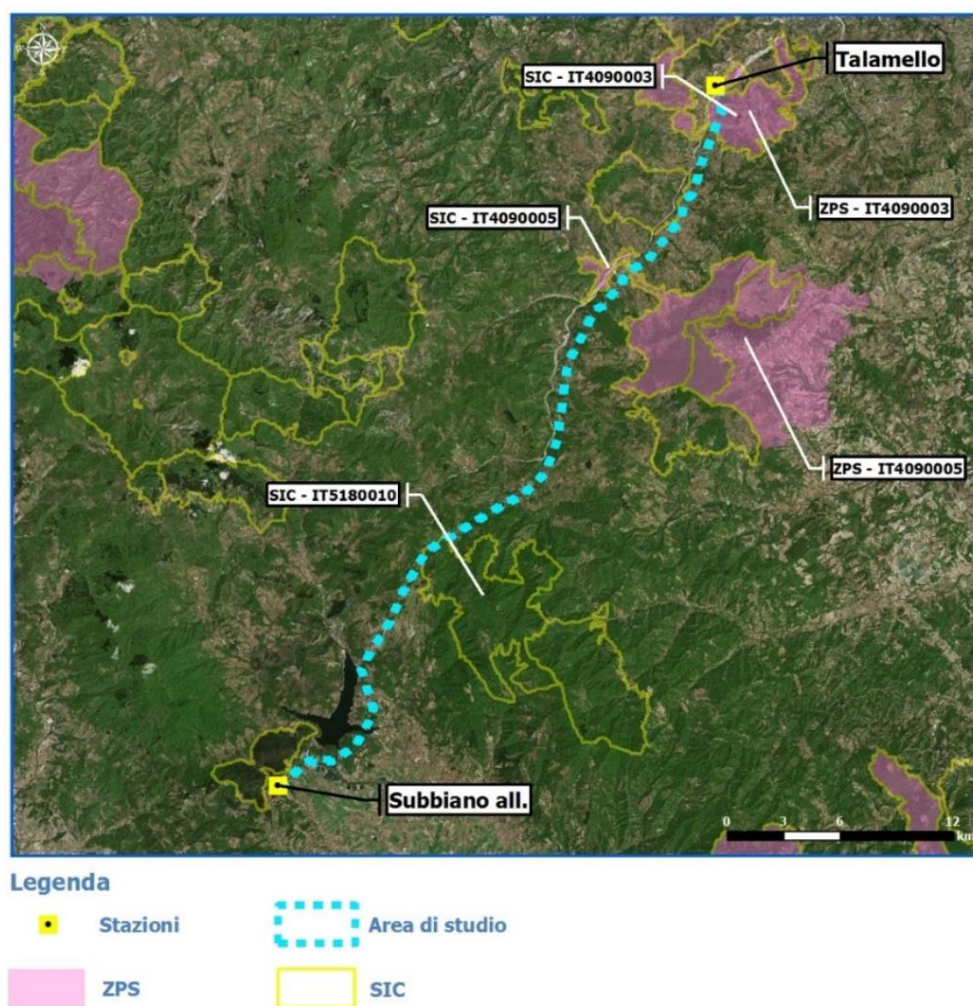 Talamello
SIC - IT4090003
ZPS - IT4090003
SIC - IT4090005
ZPS - IT4090005
SIC - IT5180010
Subbiano all.
0 3 6 12
km
Legenda
Stazioni
Area di studio
ZPS
SIC